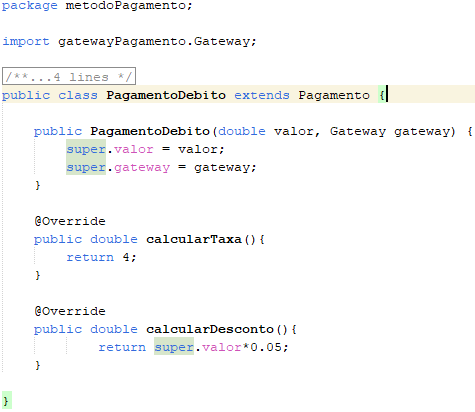 package metodoPagamento;
import gatewayPagamento.Gateway;
/**...4 lines */
public class PagamentoDebito extends Pagamento {
public PagamentoDebito(double valor, Gateway gateway) {
super.valor = valor;
super.gateway = gateway;
}
@Override
public double calcularTaxa(){
return 4;
}
@Override
public double calcularDesconto(){
return super.valor*0.05;
}
}